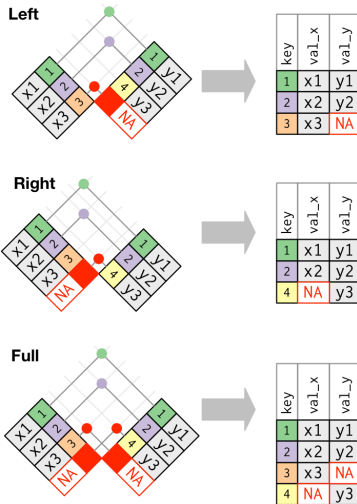 Left
1 1
x1 2 2 y1
x2 3 4 y2
x3 y3
NA
key val_x val_y
1 x1 y1
2 x2 y2
3 x3 NA
Right
1 1
x1 2 2 y1
x2 3 4 y2
x3 y3
NA
key val_x val_y
1 x1 y1
2 x2 y2
4 NA y3
Full
1 1
x1 2 2 y1
x2 3 4 y2
x3 y3
NA NA
key val_x val_y
1 x1 y1
2 x2 y2
3 x3 NA
4 NA y3